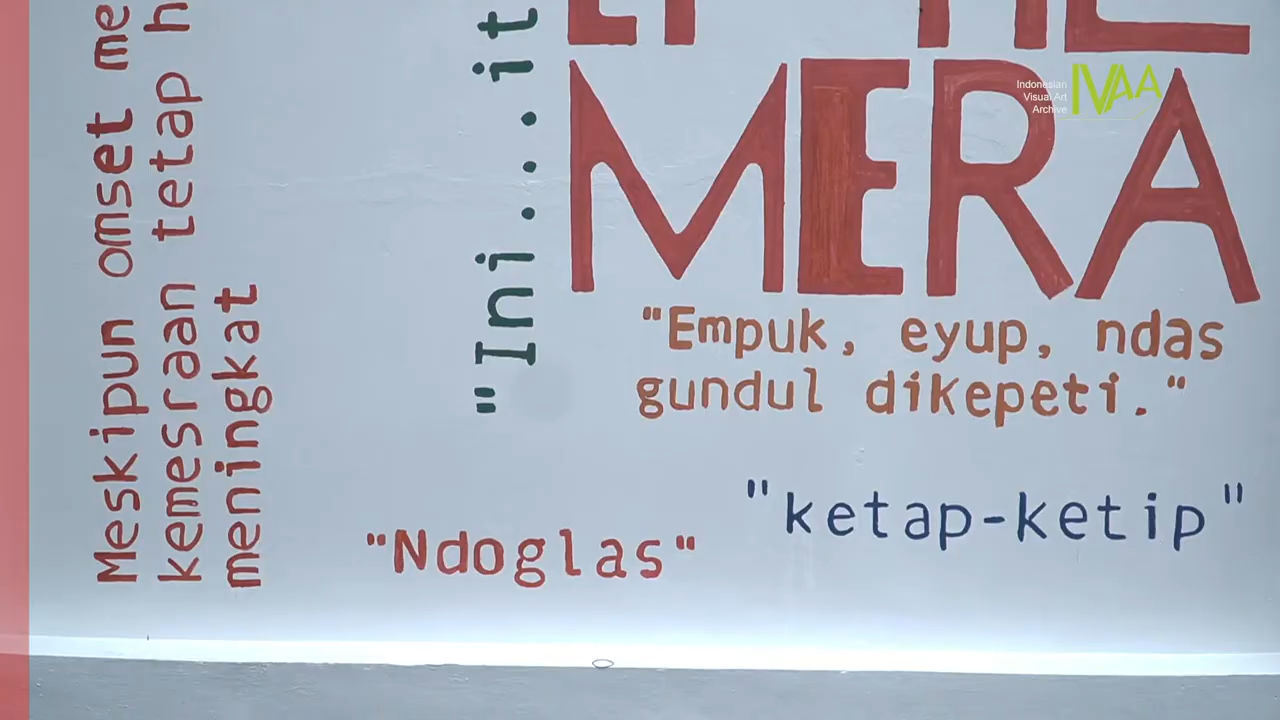 Meskipun omset me
kemesraan tetap h
meningkat
"Ini...it
MERA
"Empuk, eyup, ndas
gundul dikepeti."
"ketap-ketip"
"Ndoglas"
Indonesian
Visual Art
Archive
IVAA